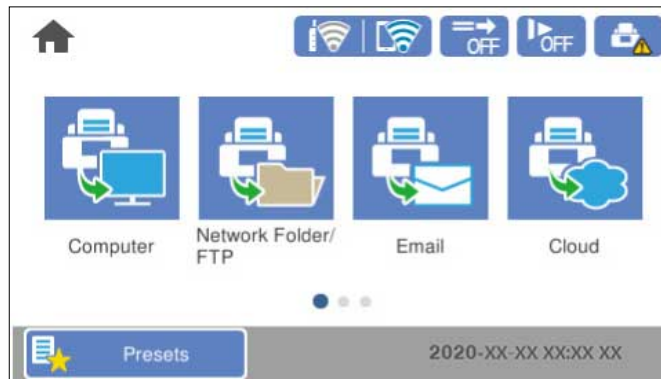 OFF
OFF
Computer
Network Folder/
FTP
Email
Cloud
Presets
2020-XX-XX XX:XX XX